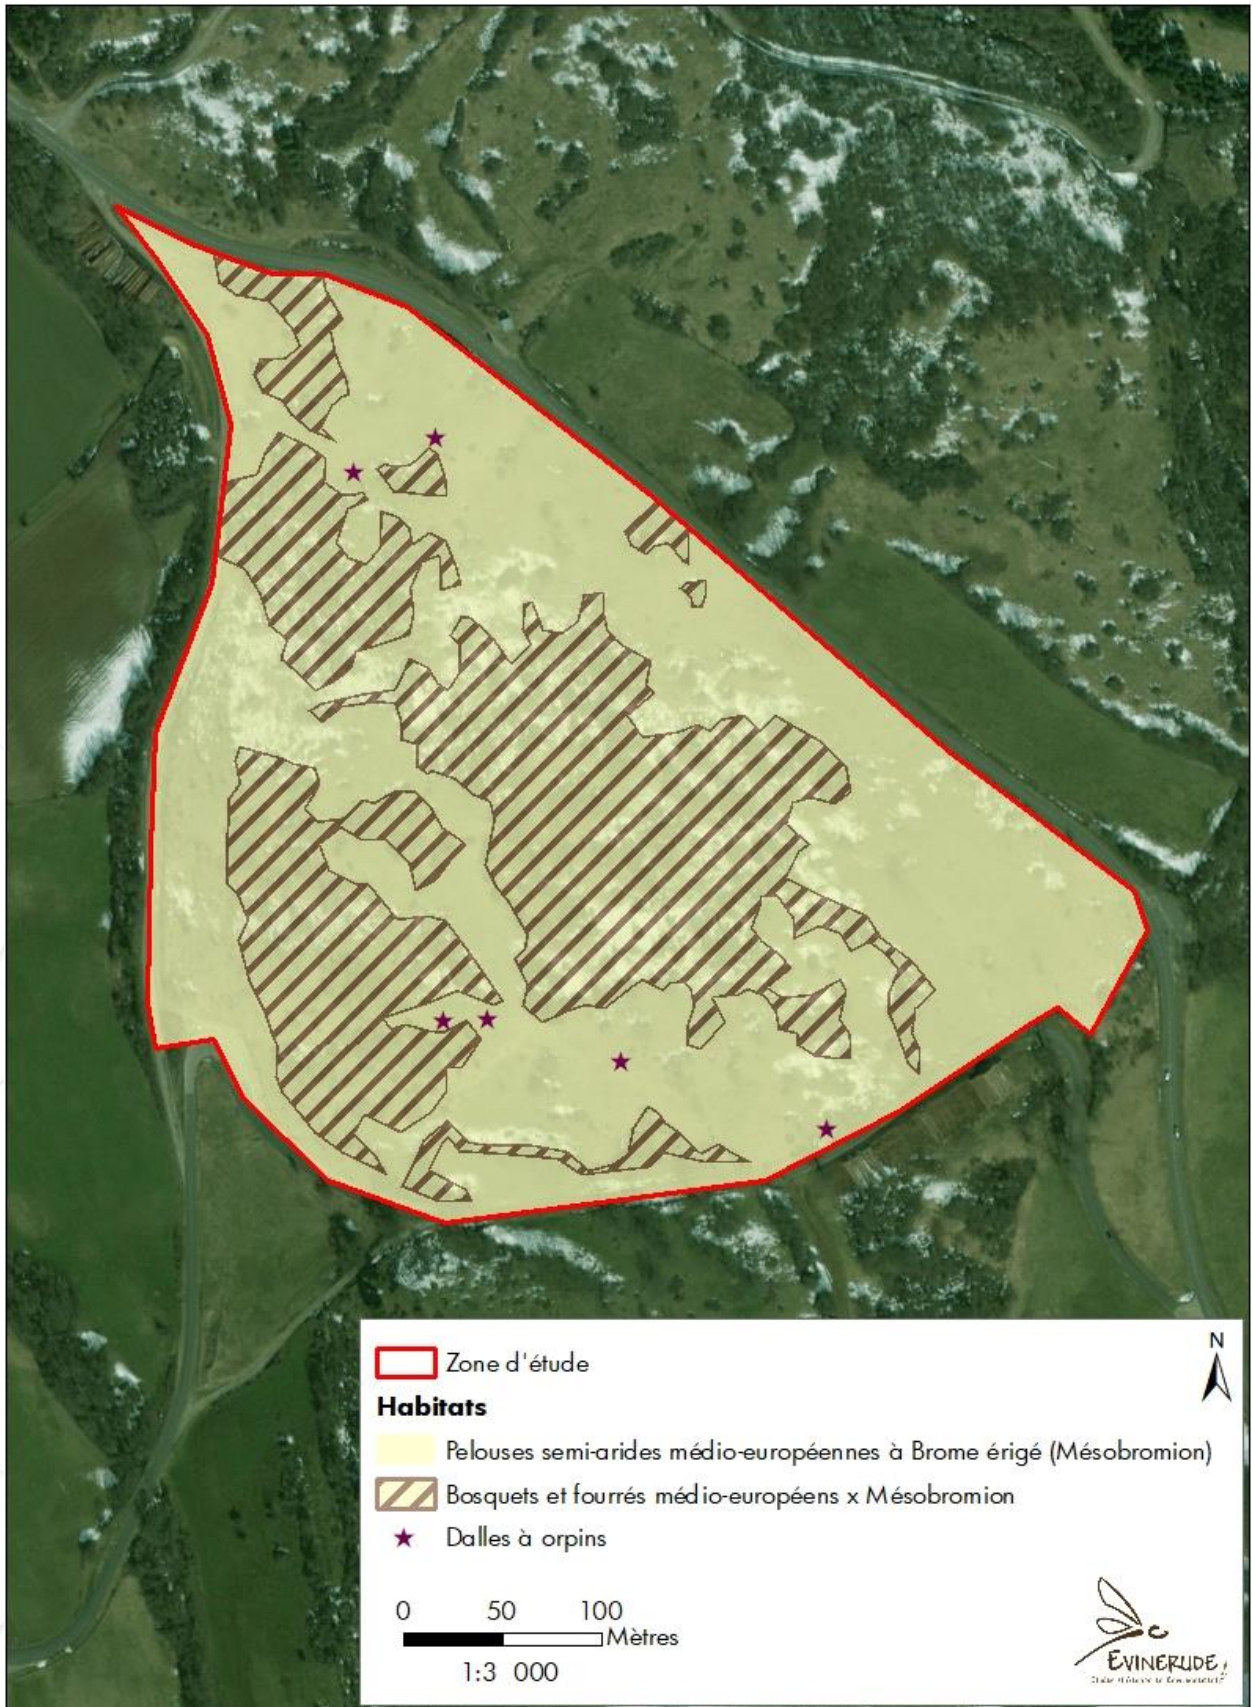 Zone d'étude
N
Habitats
Pelouses semi-arides médio-européennes à Brome érigé (Mésobromion)
Bosquets et fourrés médio-européens x Mésobromion
Dalles à orpins
0 50 100
Mètres
1:3 000
EVINERUDE